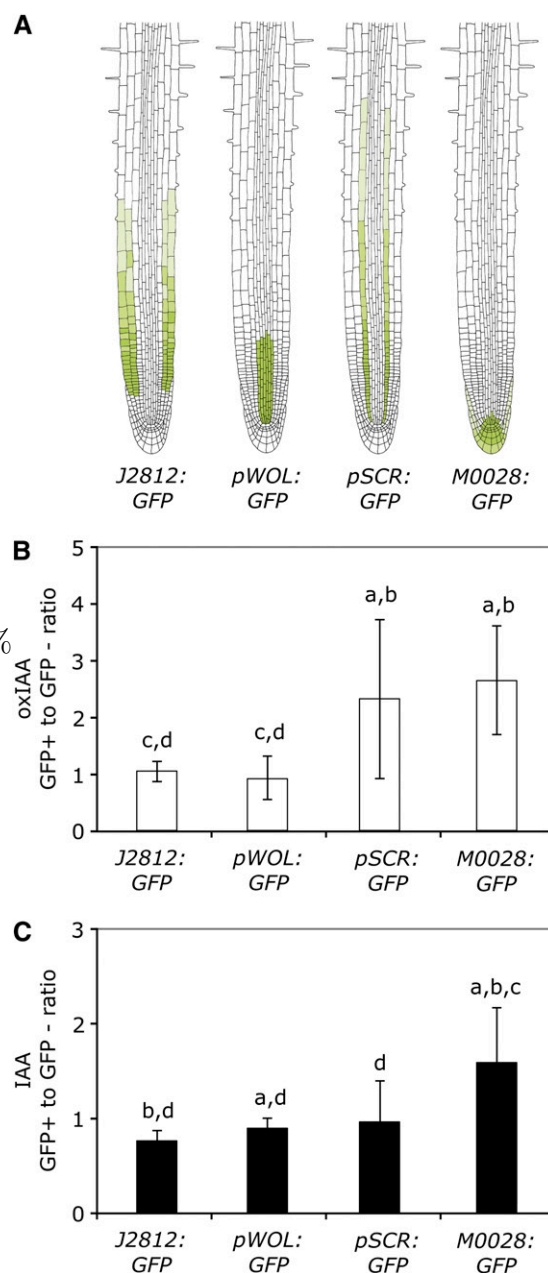 A
J2812: pWOL: pSCR: M0028:
GFP GFP GFP GFP
B
5
4
3
2
1
0
%
oxIAA
GFP+ to GFP - ratio
c,d c,d a,b a,b
J2812: pWOL: pSCR: M0028:
GFP GFP GFP GFP
C
3
2
1
0
IAA
GFP+ to GFP - ratio
b,d a,d d a,b,c
J2812: pWOL: pSCR: M0028:
GFP GFP GFP GFP